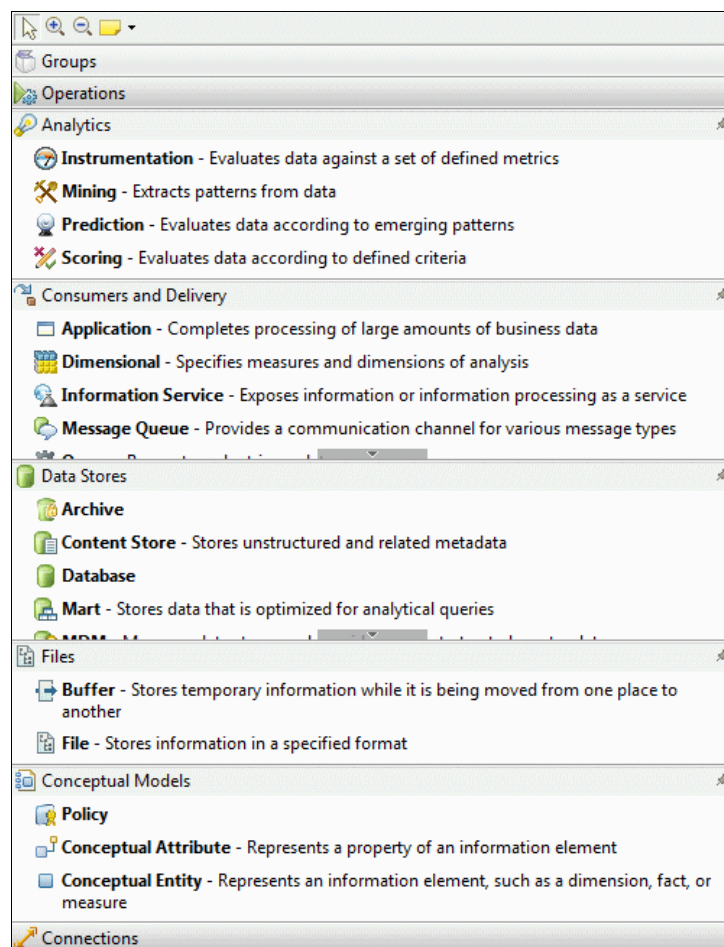 Groups
Operations
Analytics
Instrumentation - Evaluates data against a set of defined metrics
Mining - Extracts patterns from data
Prediction - Evaluates data according to emerging patterns
Scoring - Evaluates data according to defined criteria
Consumers and Delivery
Application - Completes processing of large amounts of business data
Dimensional - Specifies measures and dimensions of analysis
Information Service - Exposes information or information processing as a service
Message Queue - Provides a communication channel for various message types
Data Stores
Archive
Content Store - Stores unstructured and related metadata
Database
Mart - Stores data that is optimized for analytical queries
Files
Buffer - Stores temporary information while it is being moved from one place to
another
File - Stores information in a specified format
Conceptual Models
Policy
Conceptual Attribute - Represents a property of an information element
Conceptual Entity - Represents an information element, such as a dimension, fact, or
measure
Connections